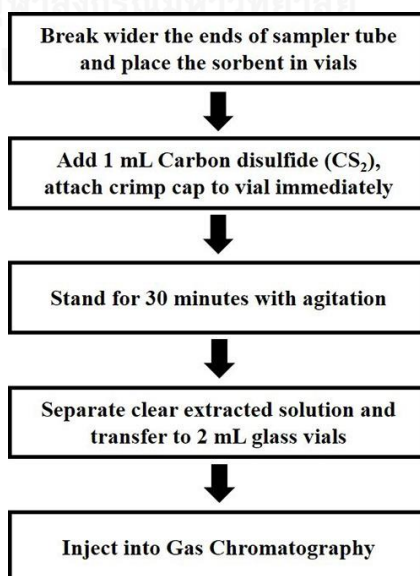 Break wider the ends of sampler tube
and place the sorbent in vials
Add 1 mL Carbon disulfide (CS₂),
attach crimp cap to vial immediately
Stand for 30 minutes with agitation
Separate clear extracted solution and
transfer to 2 mL glass vials
Inject into Gas Chromatography